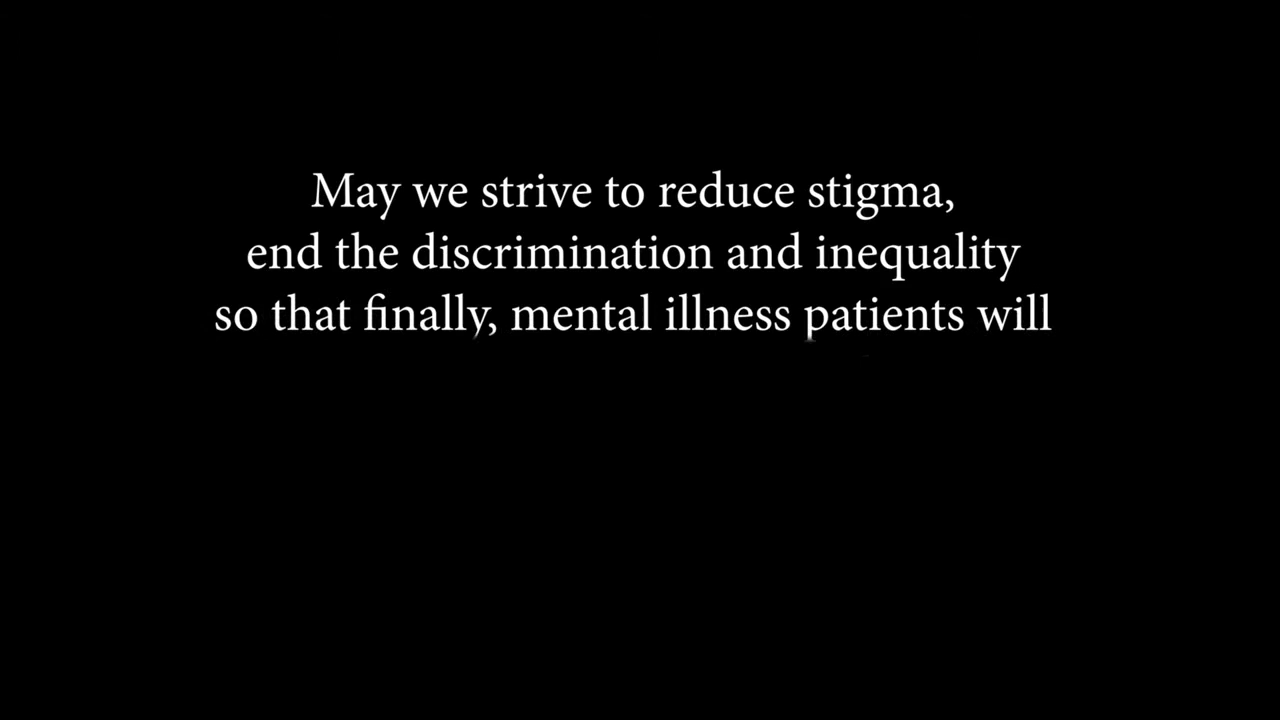 May we strive to reduce stigma,
end the discrimination and inequality
so that finally, mental illness patients will